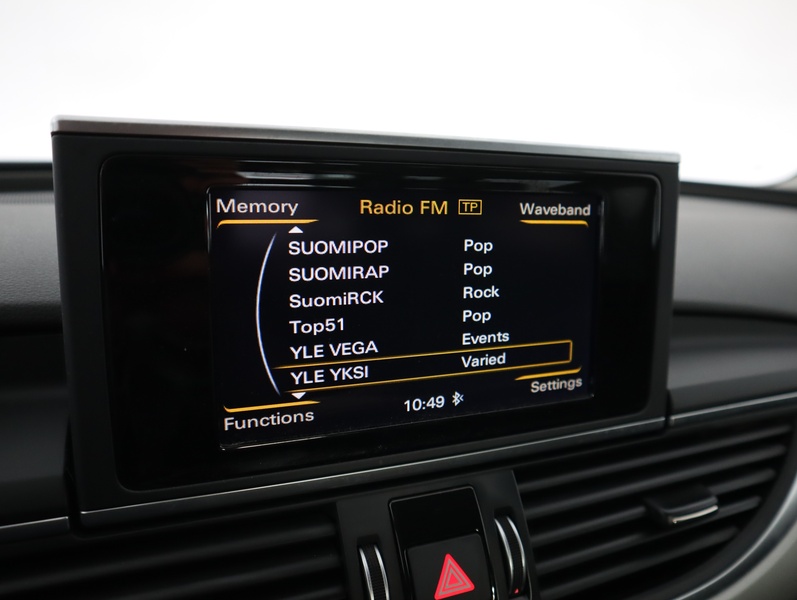 Memory Radio FM TP Waveband
SUOMIPOP Pop
SUOMIRAP Pop
SuomiRCK Rock
Top51 Pop
YLE VEGA Events
YLE YKSI Varied
Functions 10:49 Settings